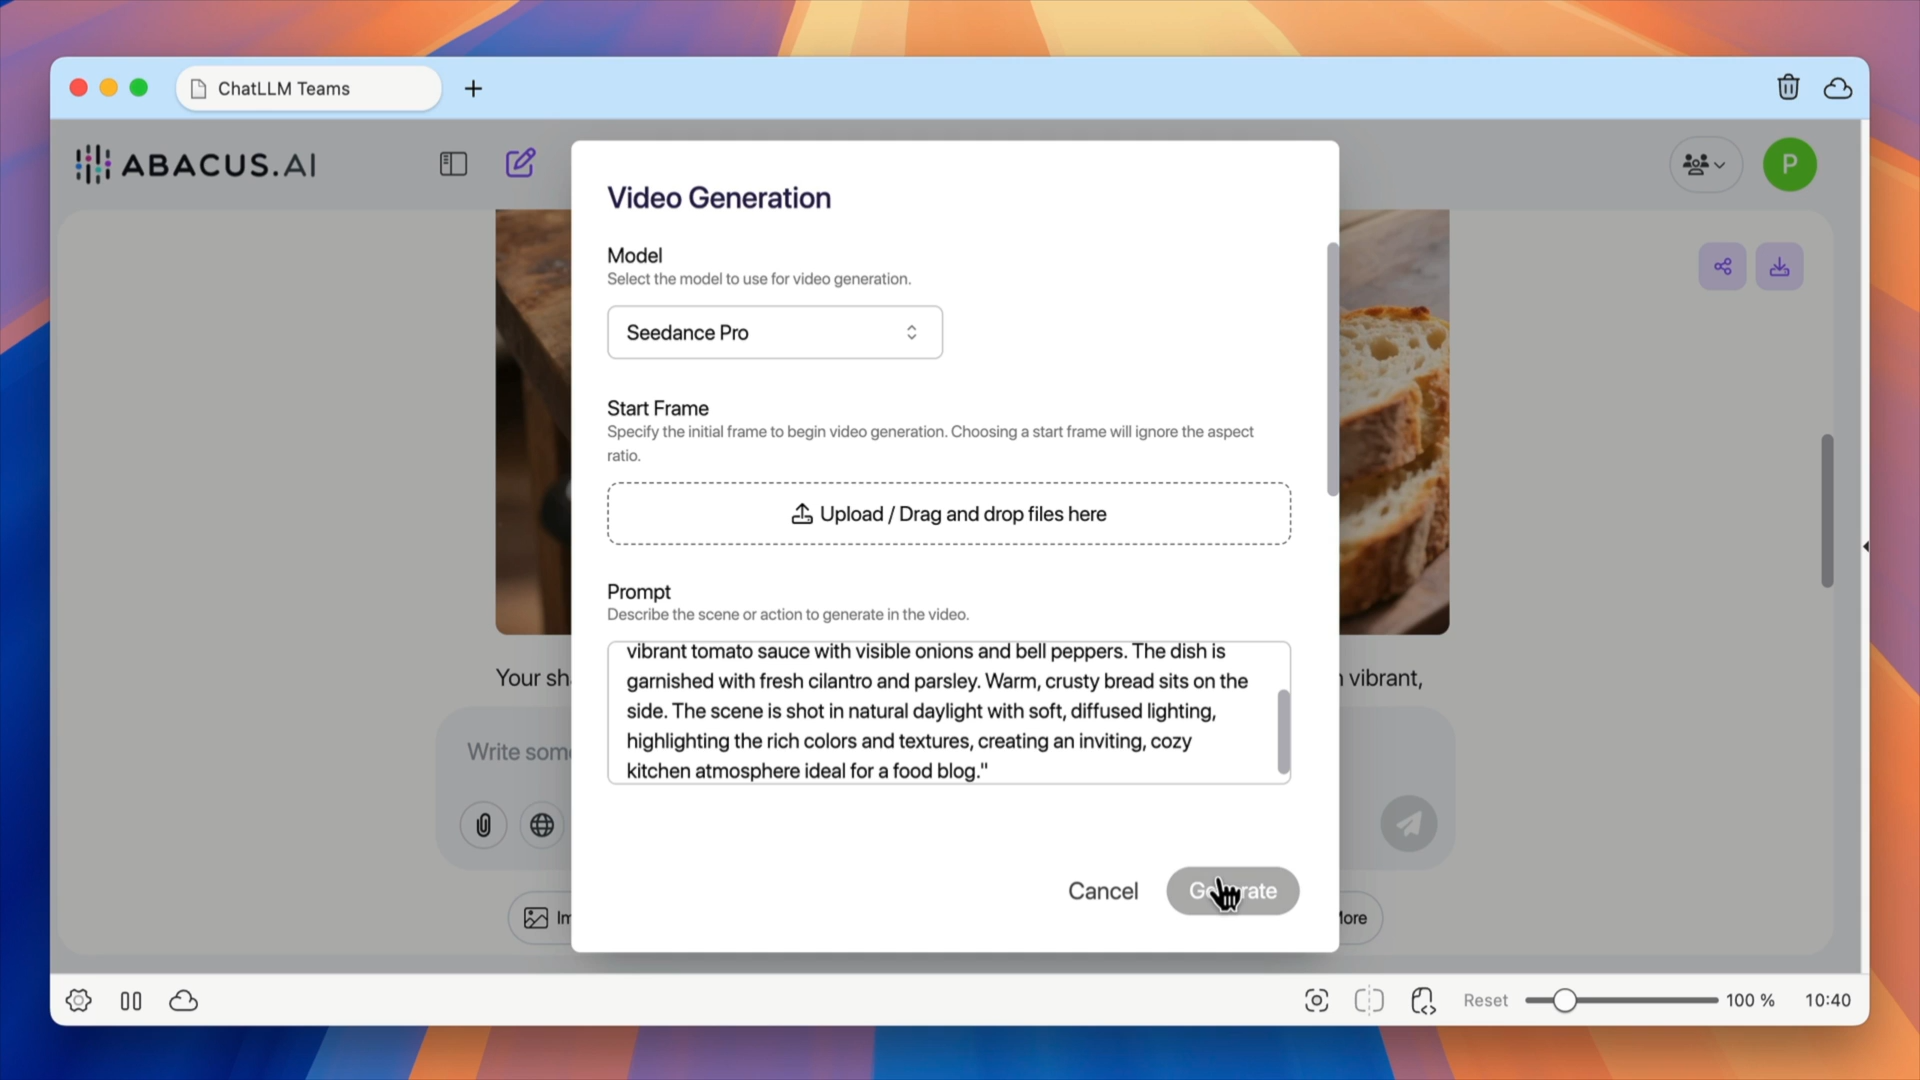 ChatLLM Teams
ABACUS.AI
P
Video Generation
Model
Select the model to use for video generation.
Seedance Pro
Start Frame
Specify the initial frame to begin video generation. Choosing a start frame will ignore the aspect
ratio.
Upload / Drag and drop files here
Prompt
Describe the scene or action to generate in the video.
vibrant tomato sauce with visible onions and bell peppers. The dish is
garnished with fresh cilantro and parsley. Warm, crusty bread sits on the
side. The scene is shot in natural daylight with soft, diffused lighting,
highlighting the rich colors and textures, creating an inviting, cozy
kitchen atmosphere ideal for a food blog."
Your sh
vibrant,
Write som
Cancel
Generate
Im
ore
Reset
100 %
10:40